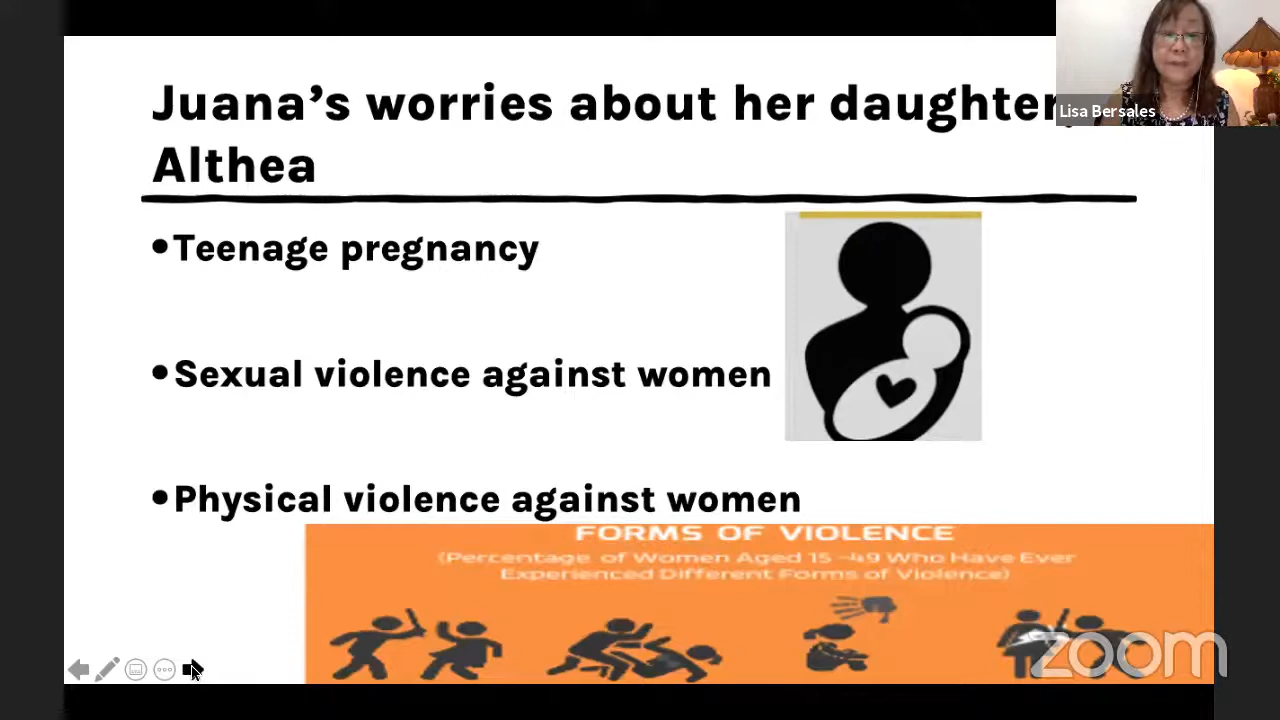 Juana’s worries about her daughter,
Althea
•Teenage pregnancy
•Sexual violence against women
•Physical violence against women
FORMS OF VIOLENCE
(Percentage of Women Aged 15 -49 Who Have Ever
Experienced Different Forms of Violence)
Lisa Bersales
zoom